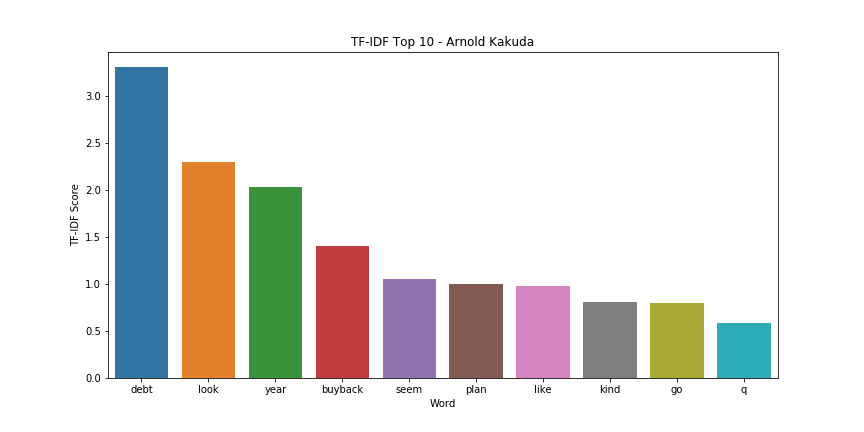 TF-IDF Top 10 - Arnold Kakuda
TF-IDF Score
3.0
2.5
2.0
1.5
1.0
0.5
0.0
debt look year buyback seem plan like kind go q
Word